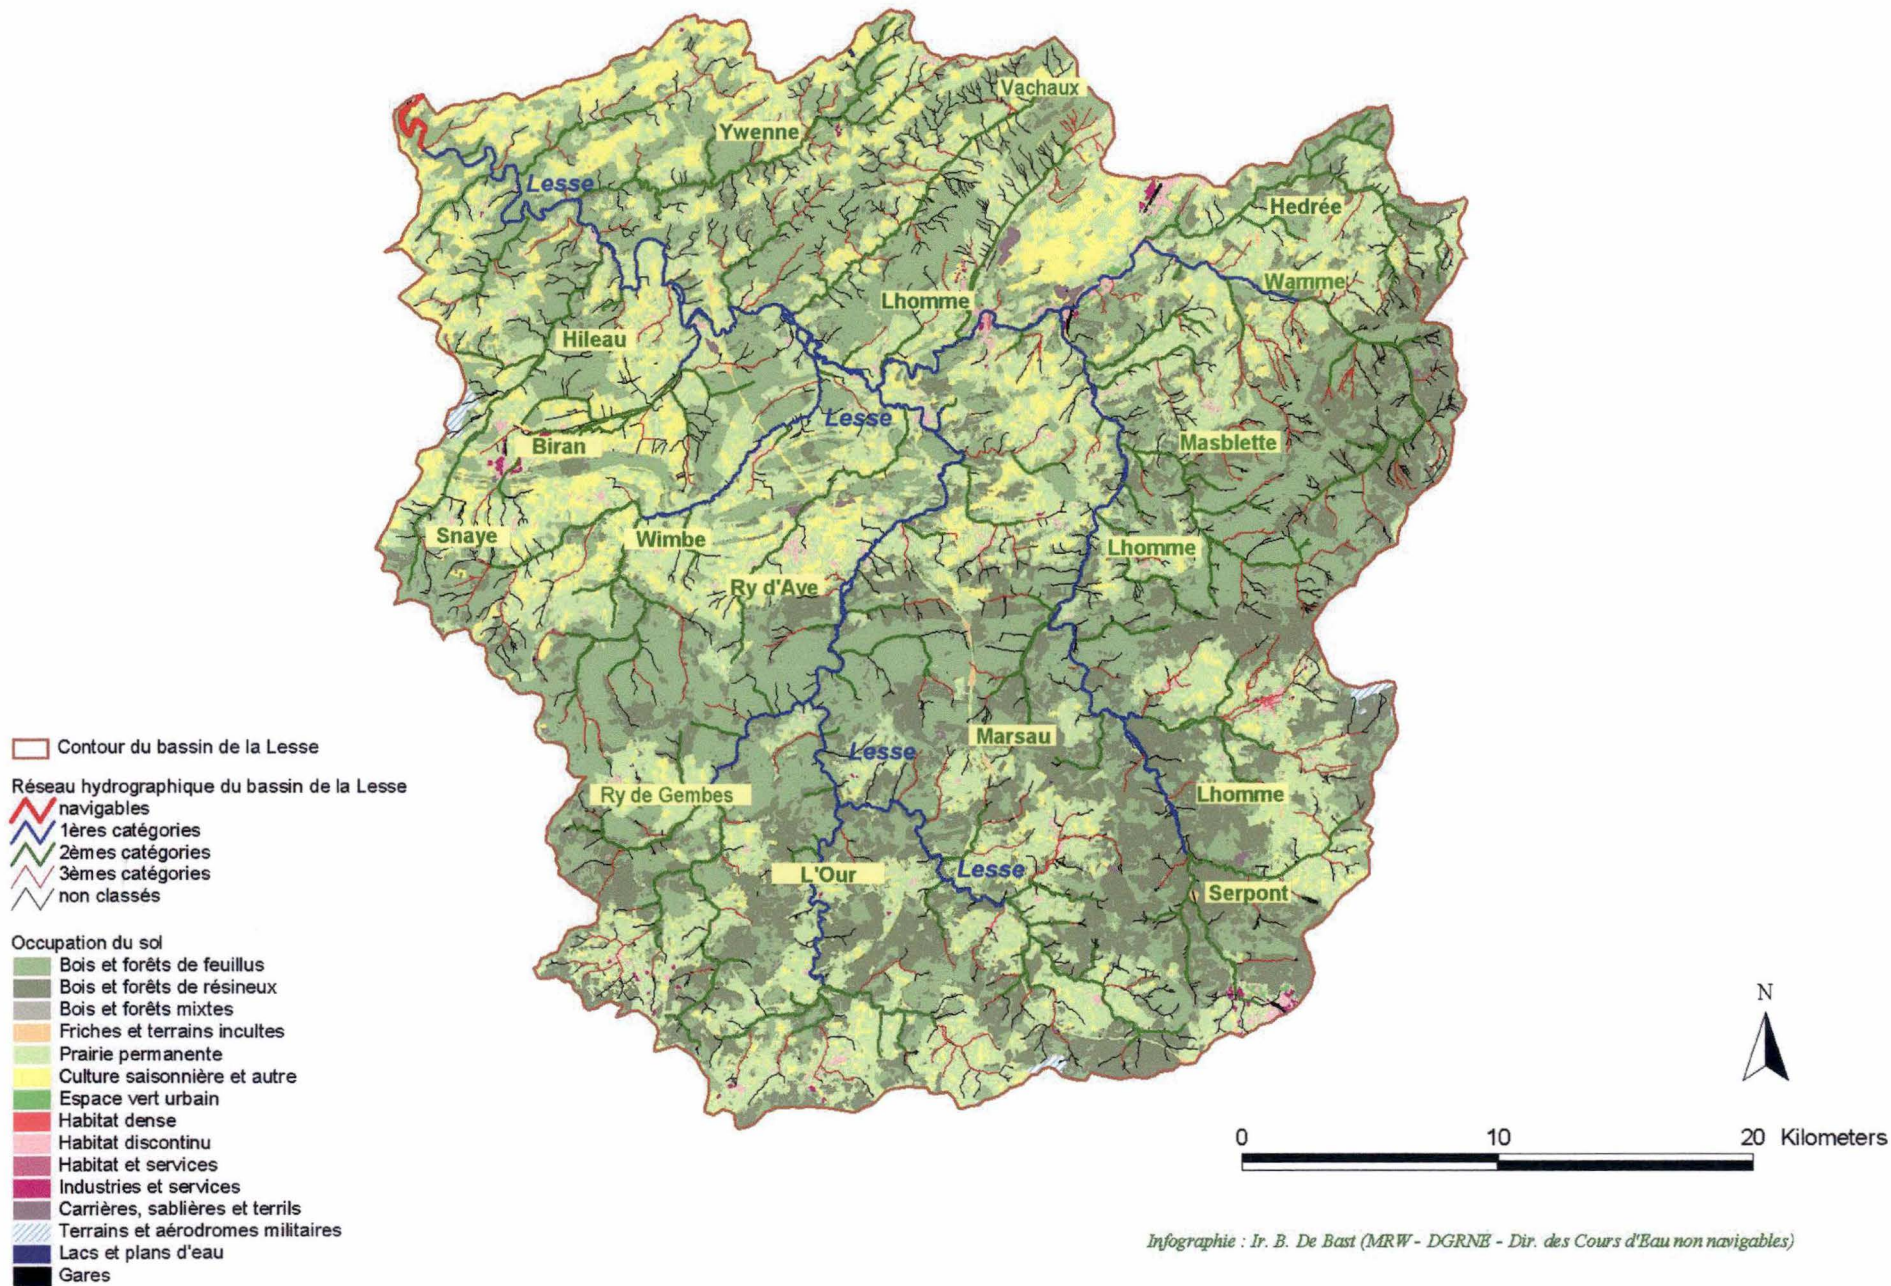 Vachaux
Ywenne
Lesse
Hedrée
Wamme
Lhomme
Hileau
Lesse
Masblette
Biran
Snaye
Wimbe
Lhomme
Ry d'Ave
Marsau
Lesse
Ry de Gembes
Lhomme
L'Our
Lesse
Serpont
Contour du bassin de la Lesse
Réseau hydrographique du bassin de la Lesse
navigables
1ères catégories
2èmes catégories
3èmes catégories
non classés
Occupation du sol
Bois et forêts de feuillus
Bois et forêts de résineux
Bois et forêts mixtes
Friches et terrains incultes
Prairie permanente
Culture saisonnière et autre
Espace vert urbain
Habitat dense
Habitat discontinu
Habitat et services
Industries et services
Carrières, sablières et terrils
Terrains et aérodromes militaires
Lacs et plans d'eau
Gares
N
0 10 20 Kilometers
Infographie : Ir. B. De Bast (MRW - DGRNE - Dir. des Cours d'Eau non navigables)